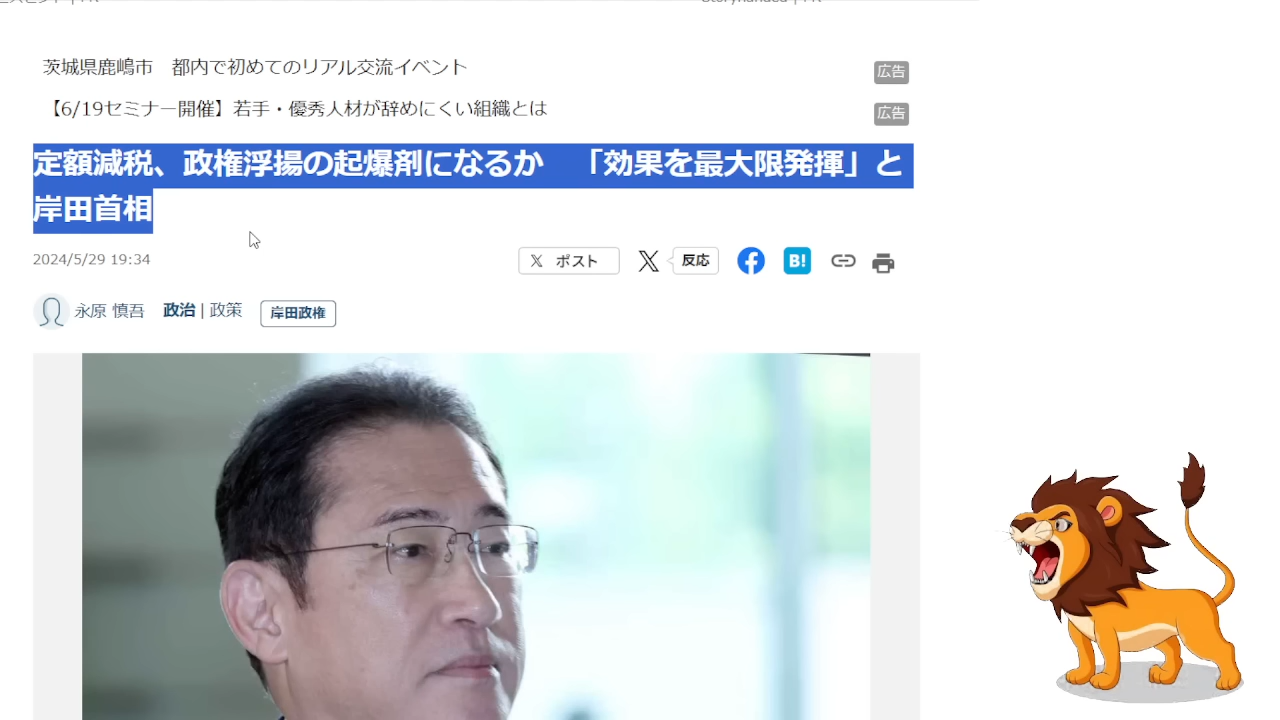 茨城県鹿嶋市　都内で初めてのリアル交流イベント
広告
【6/19セミナー開催】若手・優秀人材が辞めにくい組織とは
広告
定額減税、政権浮揚の起爆剤になるか　「効果を最大限発揮」と
岸田首相
2024/5/29 19:34
ポスト
反応
B!
永原 慎吾
政治 | 政策
岸田政権